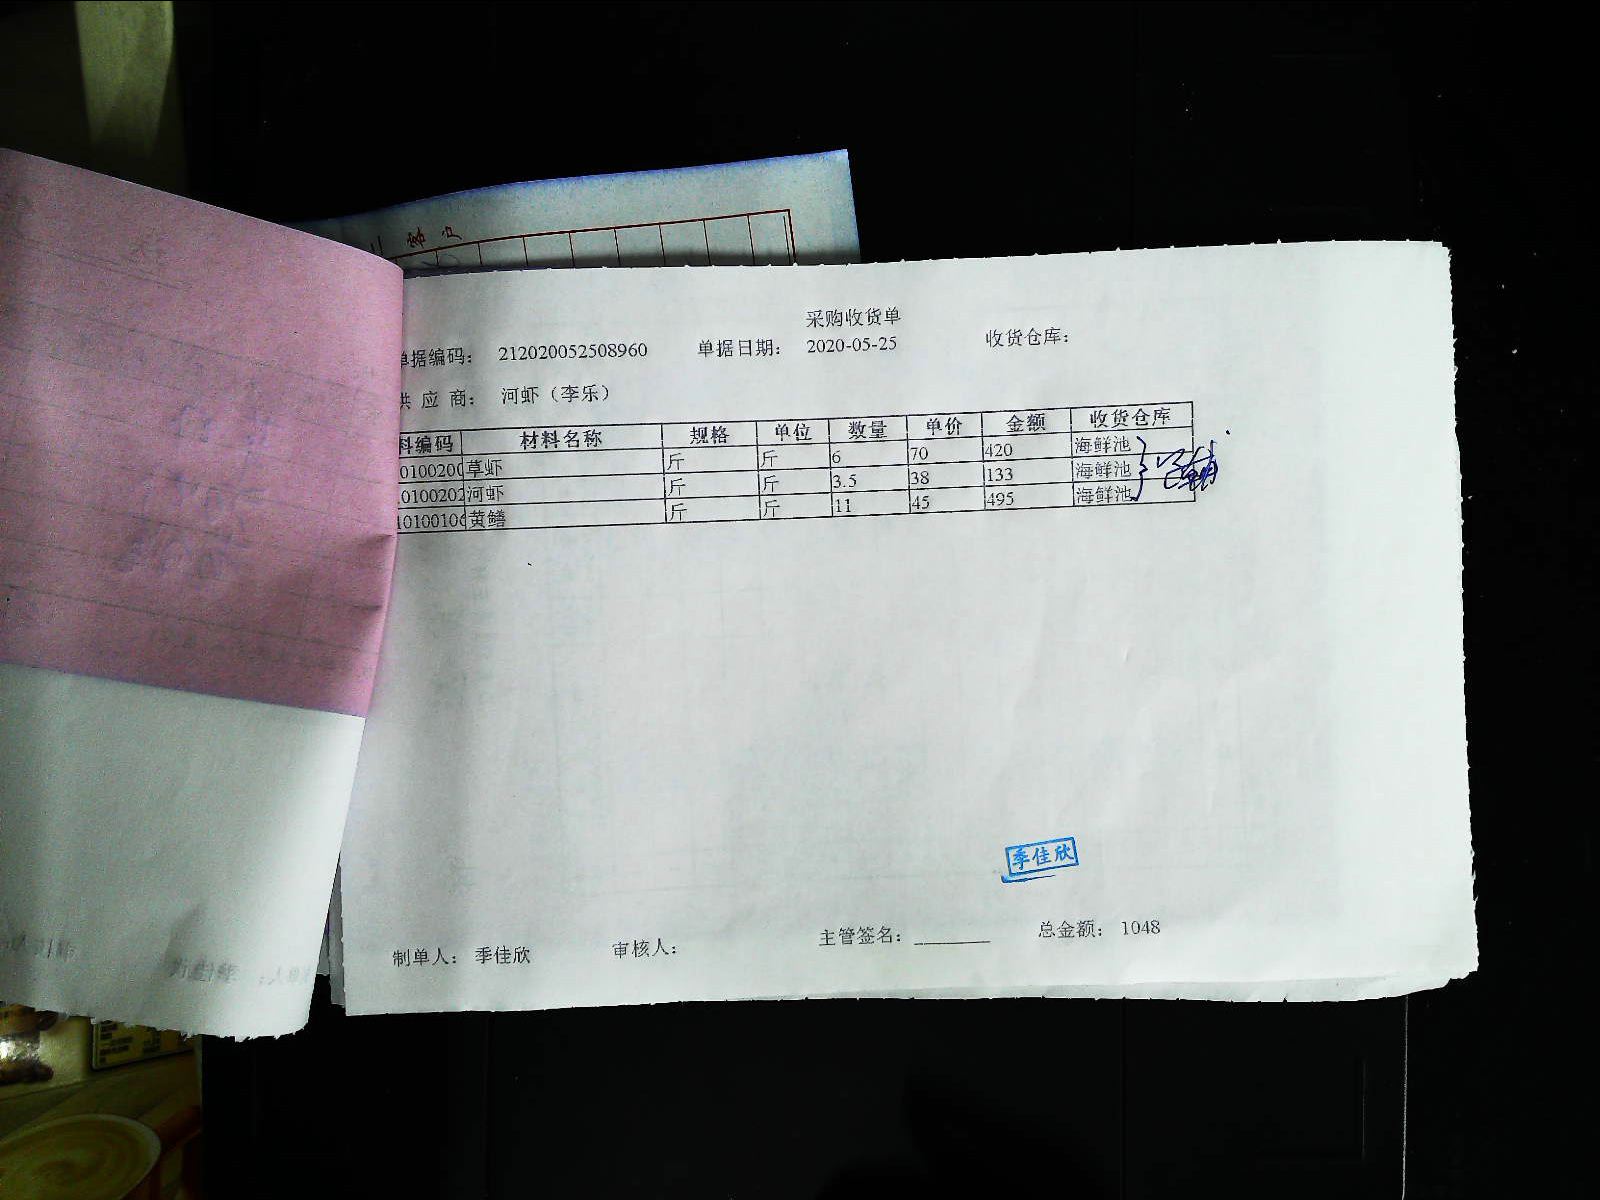 采购收货单
单据编码： 212020052508960 单据日期： 2020-05-25 收货仓库：
供 应 商： 河虾（李乐）
料编码 材料名称 规格 单位 数量 单价 金额 收货仓库
0100200 草虾 斤 斤 6 70 420 海鲜池
0100202 河虾 斤 斤 3.5 38 133 海鲜池
1010010 黄鳝 斤 斤 11 45 495 海鲜池
季佳欣
制单人： 季佳欣 审核人： 主管签名：________ 总金额： 1048